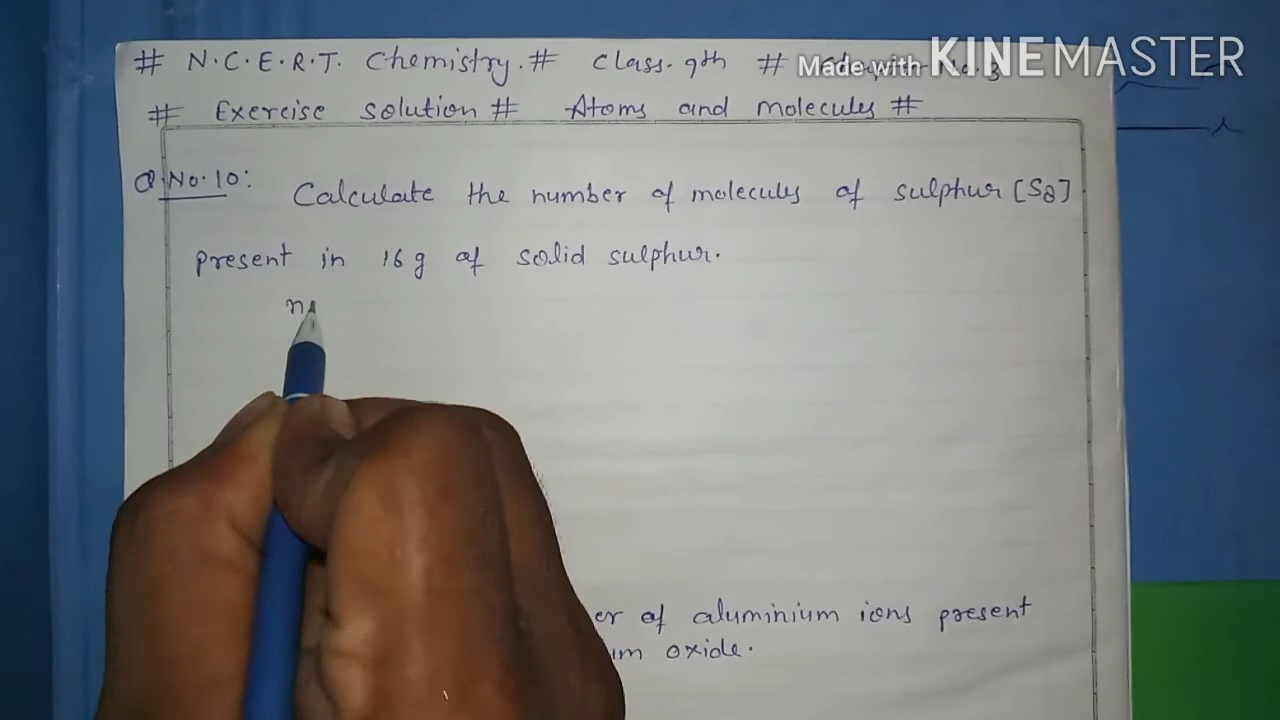 # N.C.E.R.T. Chemistry. # Class. 9th #
Made with KINEMASTER
# Exercise solution # Atoms and molecules #
Q.No.10: Calculate the number of molecules of sulphur [S8]
present in 16 g of solid sulphur.
n
er of aluminium ions present
um oxide.